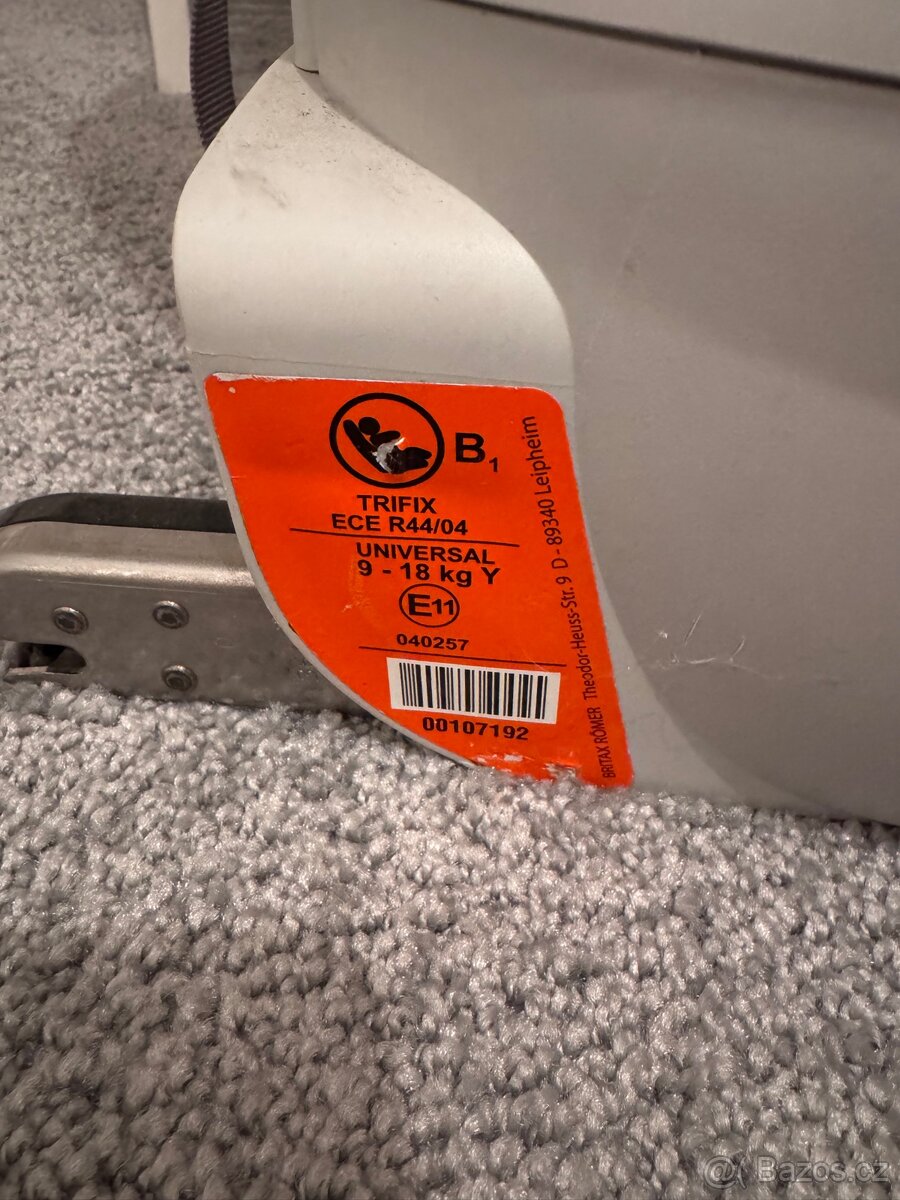 B1
TRIFIX
ECE R44/04
UNIVERSAL
9 - 18 kg Y
E11
040257
00107192
BRITAX RÖMER Theodor-Heuss-Str. 9 D - 89340 Leipheim
@ Bazos.cz